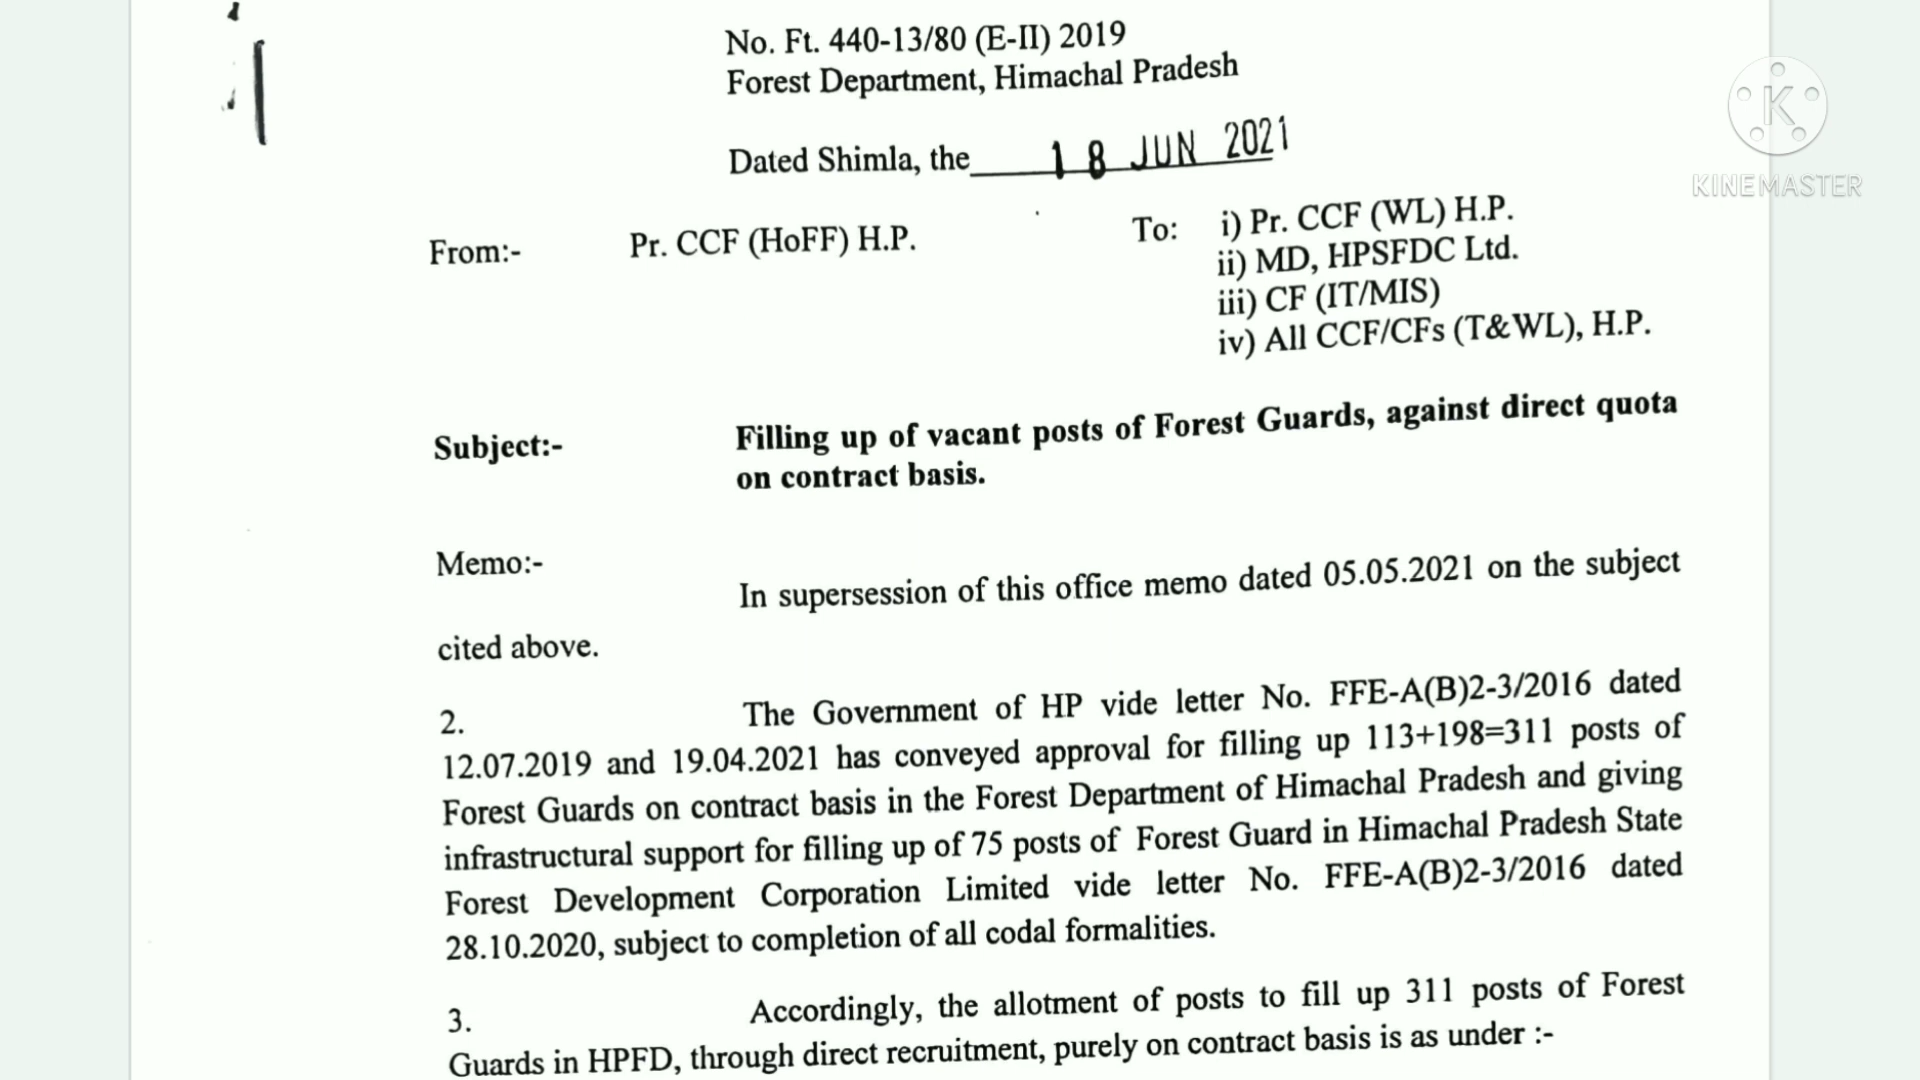 No. Ft. 440-13/80 (E-II) 2019
Forest Department, Himachal Pradesh
Dated Shimla, the 18 JUN 2021
KINEMASTER
From:- Pr. CCF (HoFF) H.P. To: i) Pr. CCF (WL) H.P.
ii) MD, HPSFDC Ltd.
iii) CF (IT/MIS)
iv) All CCF/CFs (T&WL), H.P.
Subject:- Filling up of vacant posts of Forest Guards, against direct quota
on contract basis.
Memo:-
In supersession of this office memo dated 05.05.2021 on the subject
cited above.
2. The Government of HP vide letter No. FFE-A(B)2-3/2016 dated
12.07.2019 and 19.04.2021 has conveyed approval for filling up 113+198=311 posts of
Forest Guards on contract basis in the Forest Department of Himachal Pradesh and giving
infrastructural support for filling up of 75 posts of Forest Guard in Himachal Pradesh State
Forest Development Corporation Limited vide letter No. FFE-A(B)2-3/2016 dated
28.10.2020, subject to completion of all codal formalities.
3. Accordingly, the allotment of posts to fill up 311 posts of Forest
Guards in HPFD, through direct recruitment, purely on contract basis is as under :-